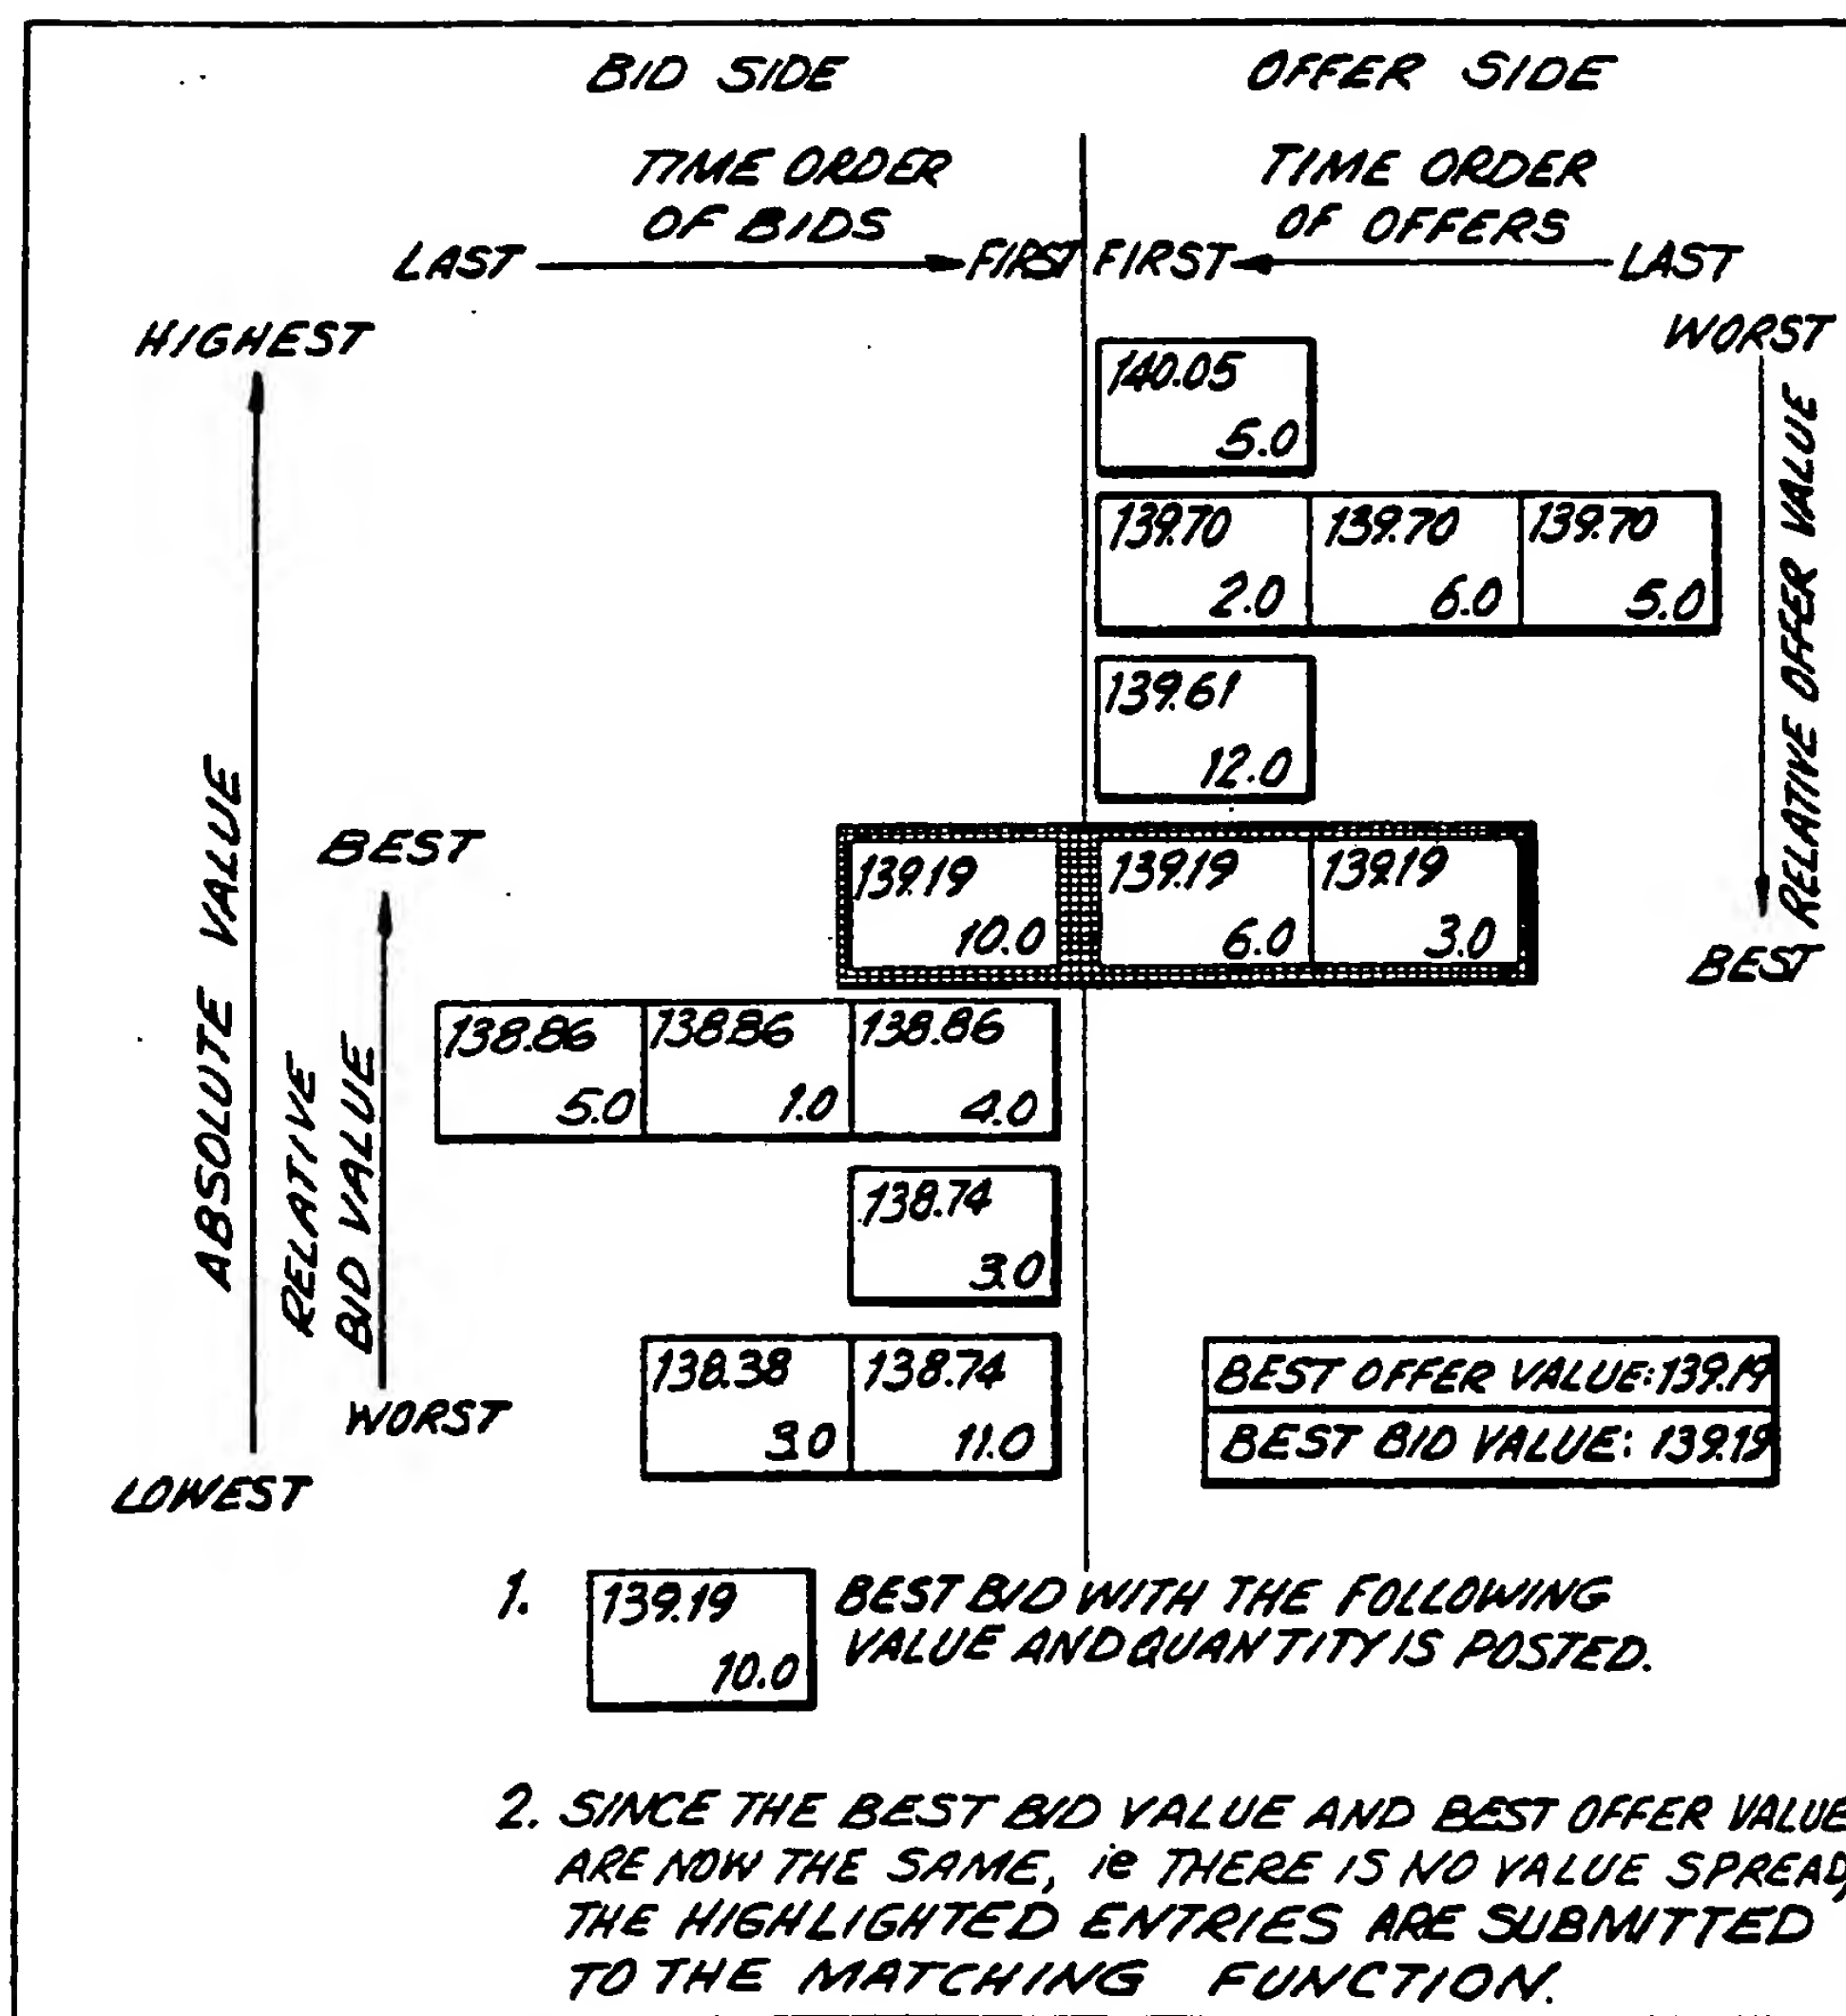 BID SIDE
OFFER SIDE
TIME ORDER
OF BIDS
TIME ORDER
OF OFFERS
LAST
FIRST
FIRST
LAST
HIGHEST
WORST
140.05
5.0
139.70
139.70
139.70
2.0
6.0
5.0
139.61
12.0
RELATIVE OFFER VALUE
BEST
139.19
139.19
139.19
10.0
6.0
3.0
BEST
ABSOLUTE VALUE
RELATIVE
BID VALUE
138.86
138.86
138.86
5.0
1.0
4.0
138.74
3.0
138.38
138.74
3.0
11.0
WORST
LOWEST
BEST OFFER VALUE: 139.19
BEST BID VALUE: 139.19
1.
139.19
10.0
BEST BID WITH THE FOLLOWING
VALUE AND QUANTITY IS POSTED.
2. SINCE THE BEST BID VALUE AND BEST OFFER VALUE
ARE NOW THE SAME, ie THERE IS NO VALUE SPREAD,
THE HIGHLIGHTED ENTRIES ARE SUBMITTED
TO THE MATCHING FUNCTION.